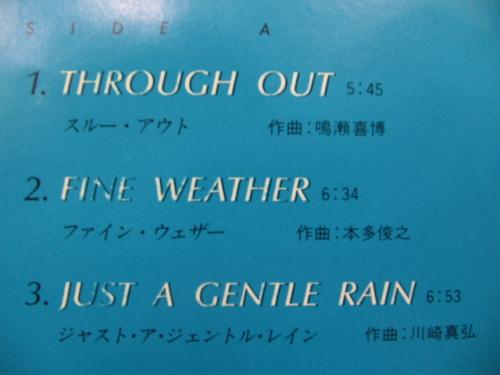 SIDE A
1. THROUGH OUT 5:45
スルー・アウト 作曲:鳴瀬喜博
2. FINE WEATHER 6:34
ファイン・ウェザー 作曲:本多俊之
3. JUST A GENTLE RAIN 6:53
ジャスト・ア・ジェントル・レイン 作曲:川崎真弘